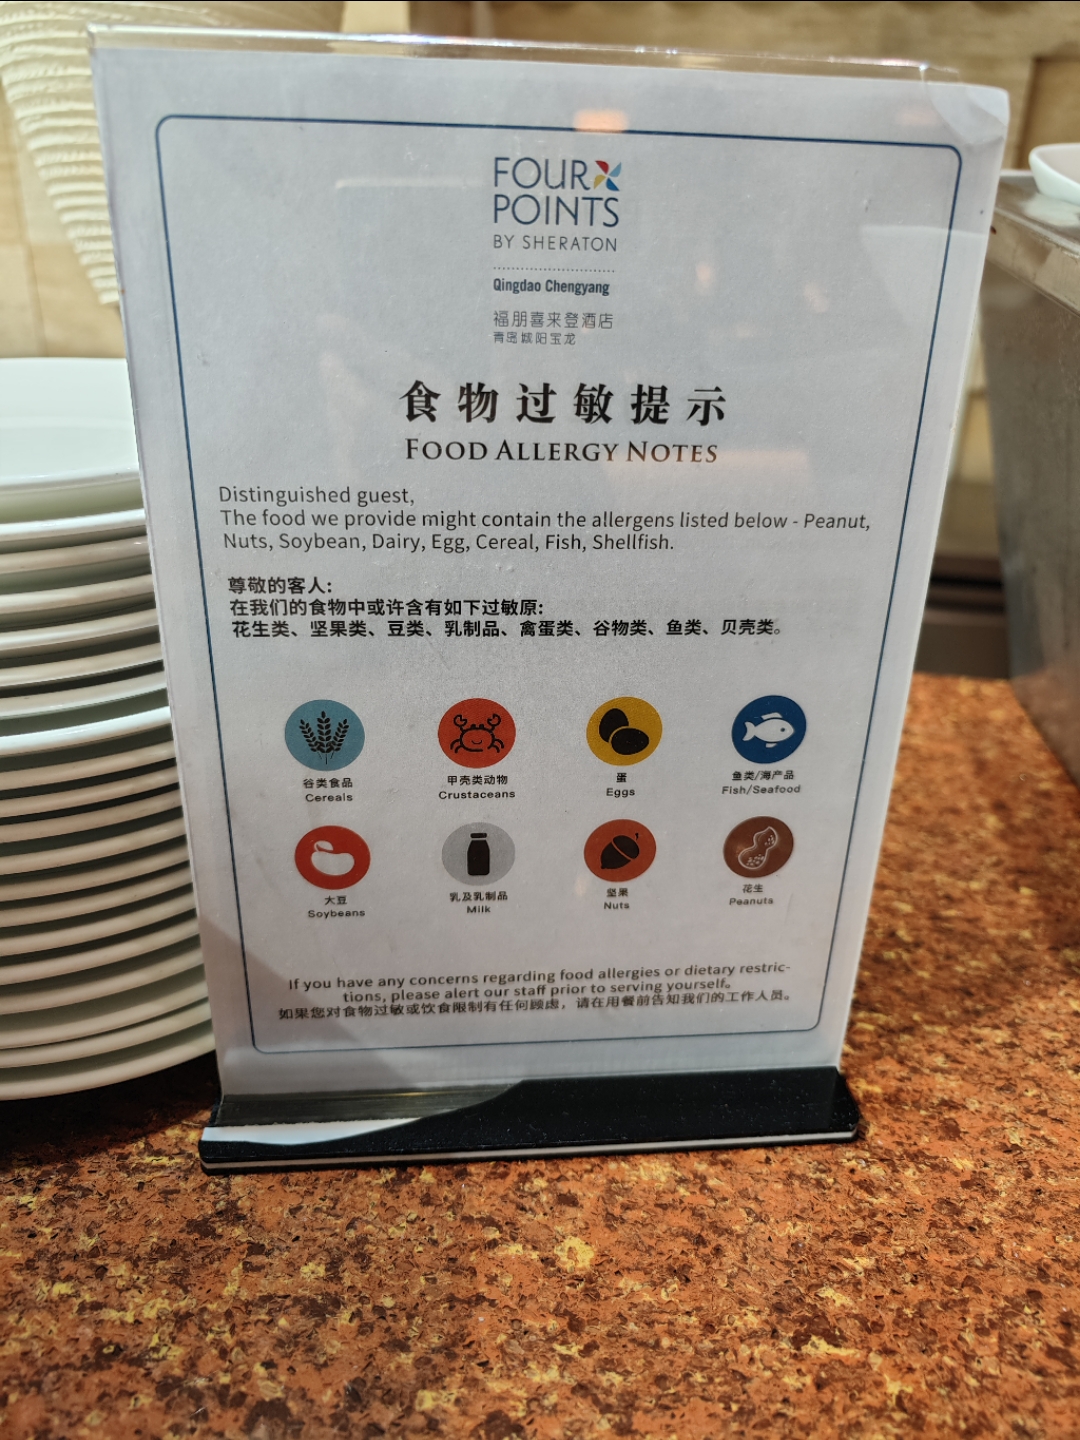 FOUR
POINTS
BY SHERATON
Qingdao Chengyang
福朋喜来登酒店
青岛城阳宝龙
食物过敏提示
FOOD ALLERGY NOTES
Distinguished guest,
The food we provide might contain the allergens listed below - Peanut,
Nuts, Soybean, Dairy, Egg, Cereal, Fish, Shellfish.
尊敬的客人:
在我们的食物中或许含有如下过敏原:
花生类、坚果类、豆类、乳制品、禽蛋类、谷物类、鱼类、贝壳类。
谷类食品 甲壳类动物 蛋 鱼类/海产品
Cereals Crustaceans Eggs Fish/Seafood
大豆 乳及乳制品 坚果 花生
Soybeans Milk Nuts Peanuts
If you have any concerns regarding food allergies or dietary restric-
tions, please alert our staff prior to serving yourself。
如果您对食物过敏或饮食限制有任何顾虑，请在用餐前告知我们的工作人员。